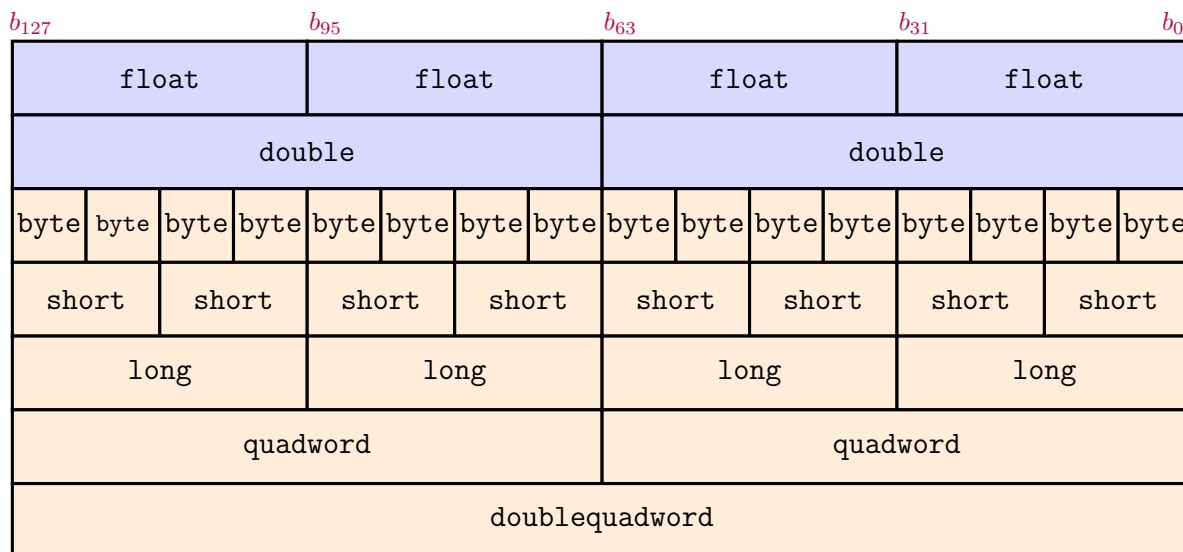 b127 b95 b63 b31 b0
float float float float
double double
byte byte byte byte byte byte byte byte byte byte byte byte byte byte byte byte
short short short short short short short short
long long long long
quadword quadword
doublequadword